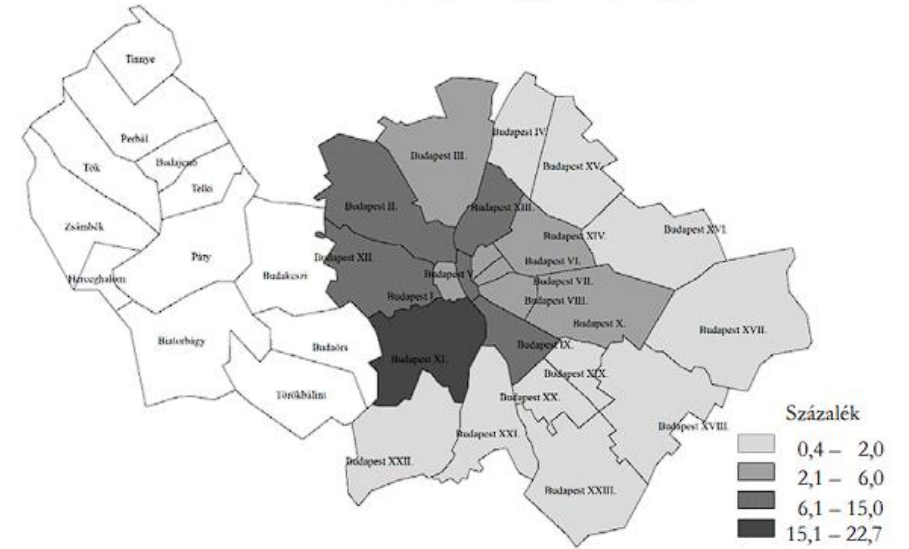 Tinnye
Perbál
Budajenő
Tök
Telki
Zsámbék
Páty
Herceghalom
Budakeszi
Biatorbágy
Budaörs
Törökbálint
Budapest III.
Budapest IV.
Budapest XV.
Budapest II.
Budapest XIII.
Budapest XIV.
Budapest XVI.
Budapest XII.
Budapest V.
Budapest VI.
Budapest VII.
Budapest I.
Budapest VIII.
Budapest X.
Budapest XVII.
Budapest XI.
Budapest IX.
Budapest XIX.
Budapest XX.
Budapest XXI.
Budapest XVIII.
Budapest XXII.
Budapest XXIII.
Százalék
0,4 – 2,0
2,1 – 6,0
6,1 – 15,0
15,1 – 22,7